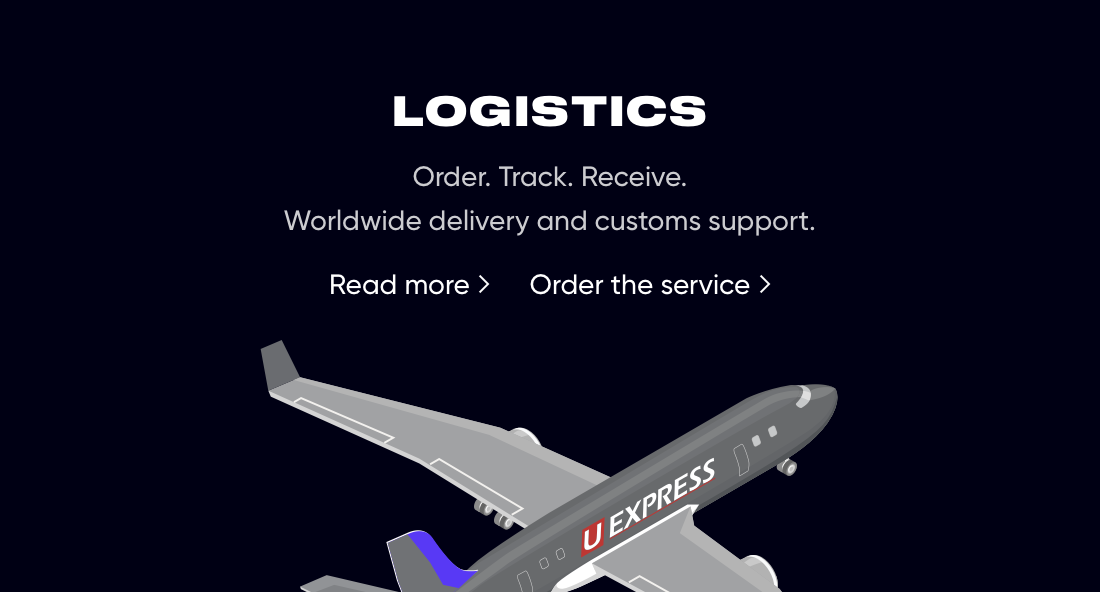 LOGISTICS
Order. Track. Receive.
Worldwide delivery and customs support.
Read more
Order the service
U EXPRESS